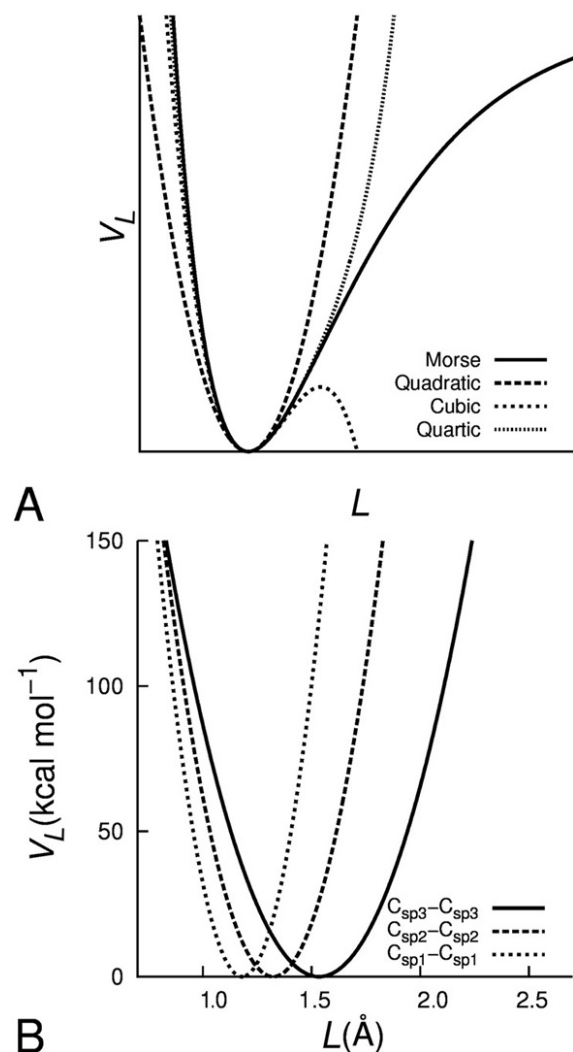 V_L
Morse
Quadratic
Cubic
Quartic
A
L
150
100
50
0
V_L(kcal mol⁻¹)
C_sp3–C_sp3
C_sp2–C_sp2
C_sp1–C_sp1
1.0 1.5 2.0 2.5
B
L(Å)